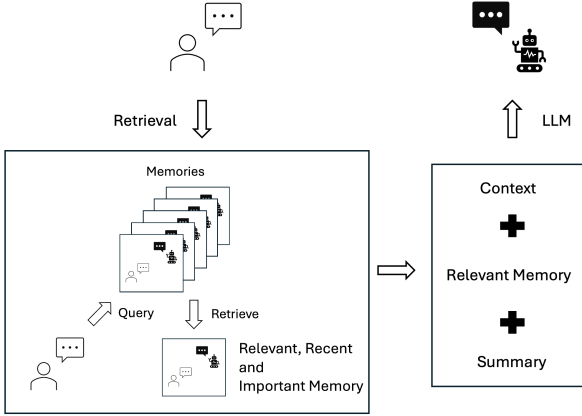 Retrieval
LLM
Memories
Query
Retrieve
Relevant, Recent
and
Important Memory
Context
Relevant Memory
Summary